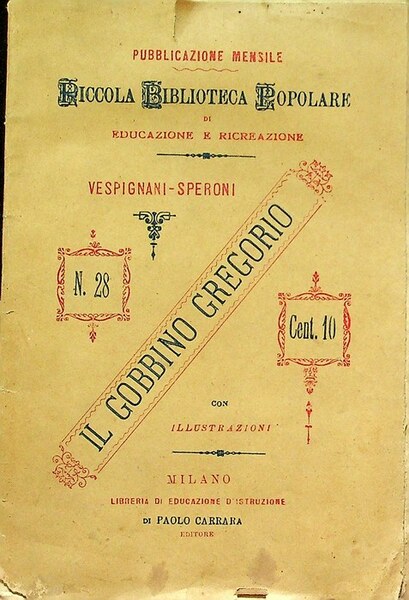 PUBBLICAZIONE MENSILE
PICCOLA BIBLIOTECA POPOLARE
DI
EDUCAZIONE E RICREAZIONE
VESPIGNANI-SPERONI
N. 28
IL GOBBINO GREGORIO
Cent. 10
CON
ILLUSTRAZIONI
MILANO
LIBRERIA DI EDUCAZIONE D'ISTRUZIONE
DI PAOLO CARRARA
EDITORE